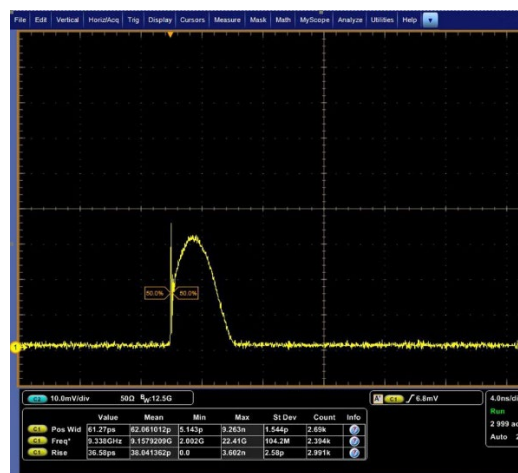 File Edit Vertical Horiz/Acq Trig Display Cursors Measure Mask Math MyScope Analyze Utilities Help
50.0% 50.0%
1
C2 10.0mV/div 50Ω BW:12.5G
A' C1 6.8mV
4.0ns/di
Run
2 999 ac
Auto 2
Value Mean Min Max St Dev Count Info
C1 Pos Wid 61.27ps 62.061012p 5.143p 9.263n 1.544p 2.69k
C1 Freq* 9.338GHz 9.1579209G 2.002G 22.41G 104.2M 2.394k
C1 Rise 36.58ps 38.041362p 0.0 3.602n 2.58p 2.991k